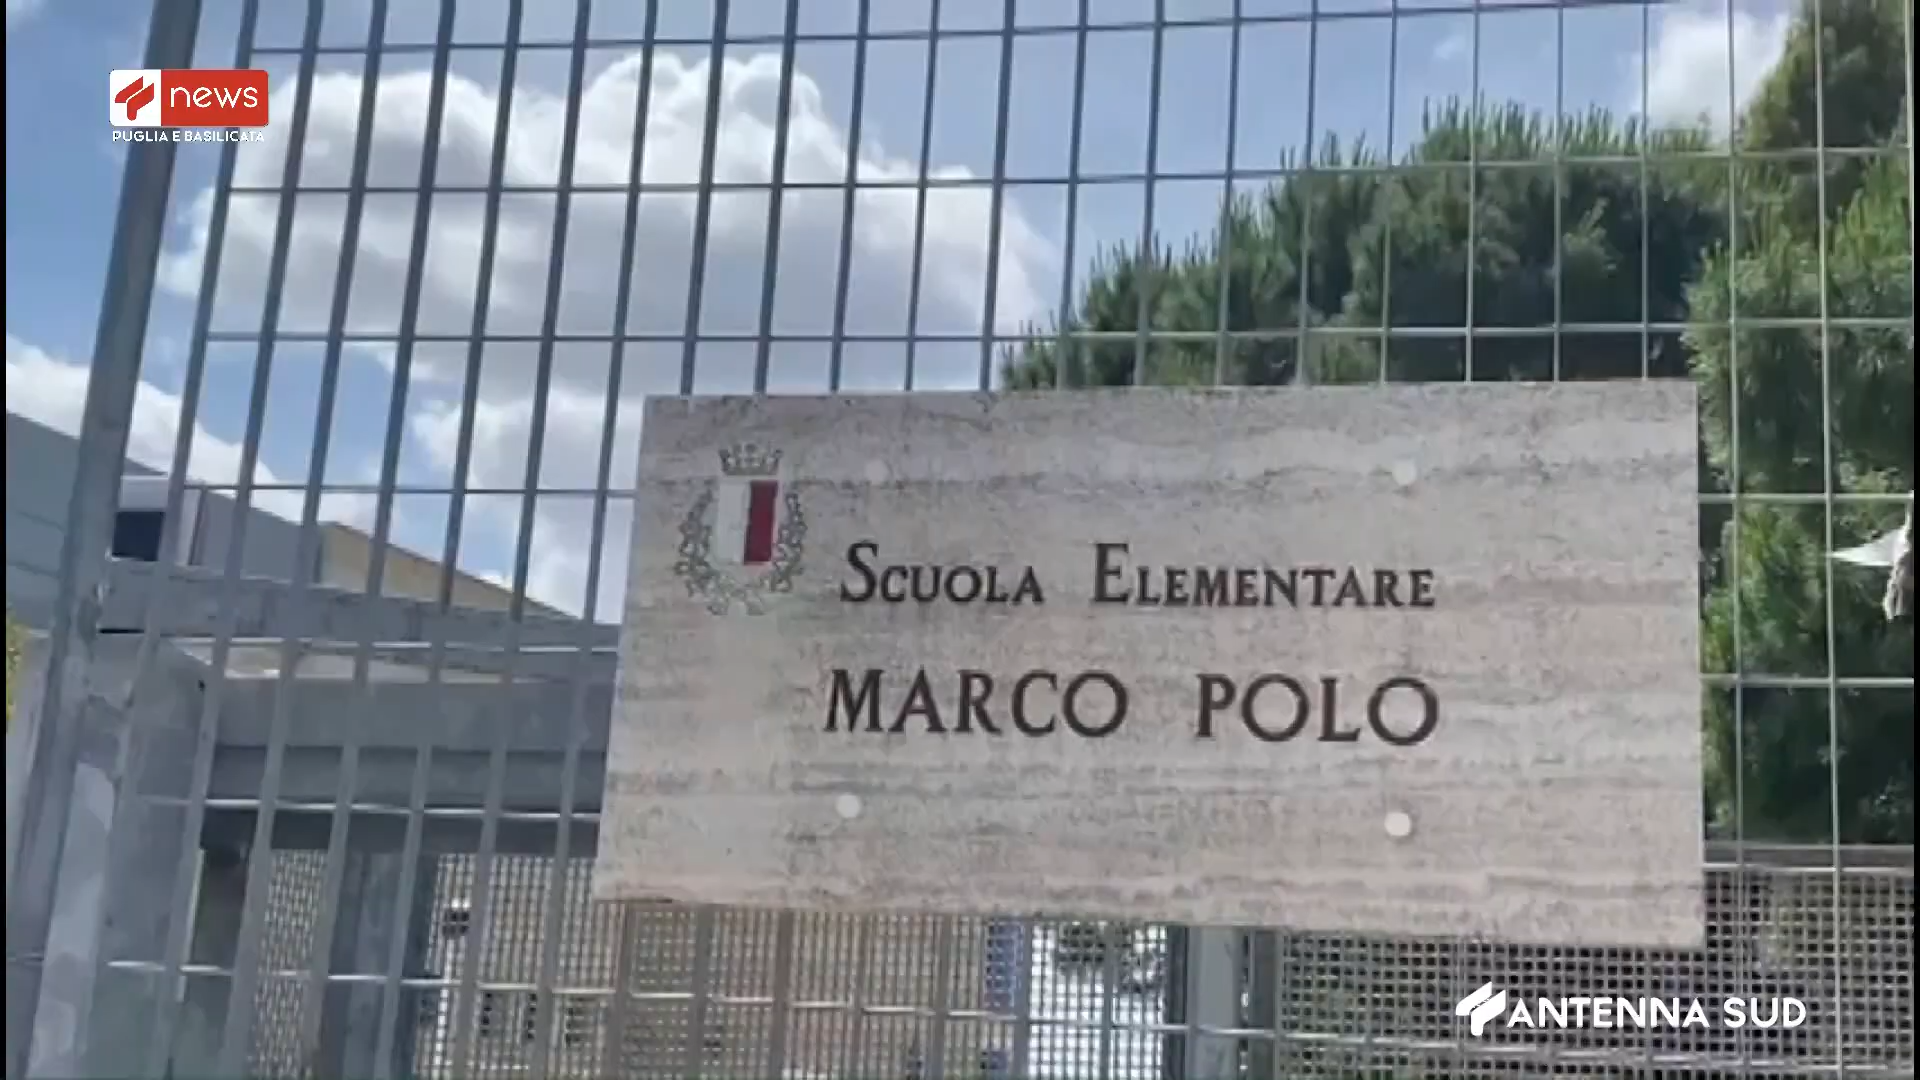 news
PUGLIA E BASILICATA
SCUOLA ELEMENTARE
MARCO POLO
ANTENNA SUD